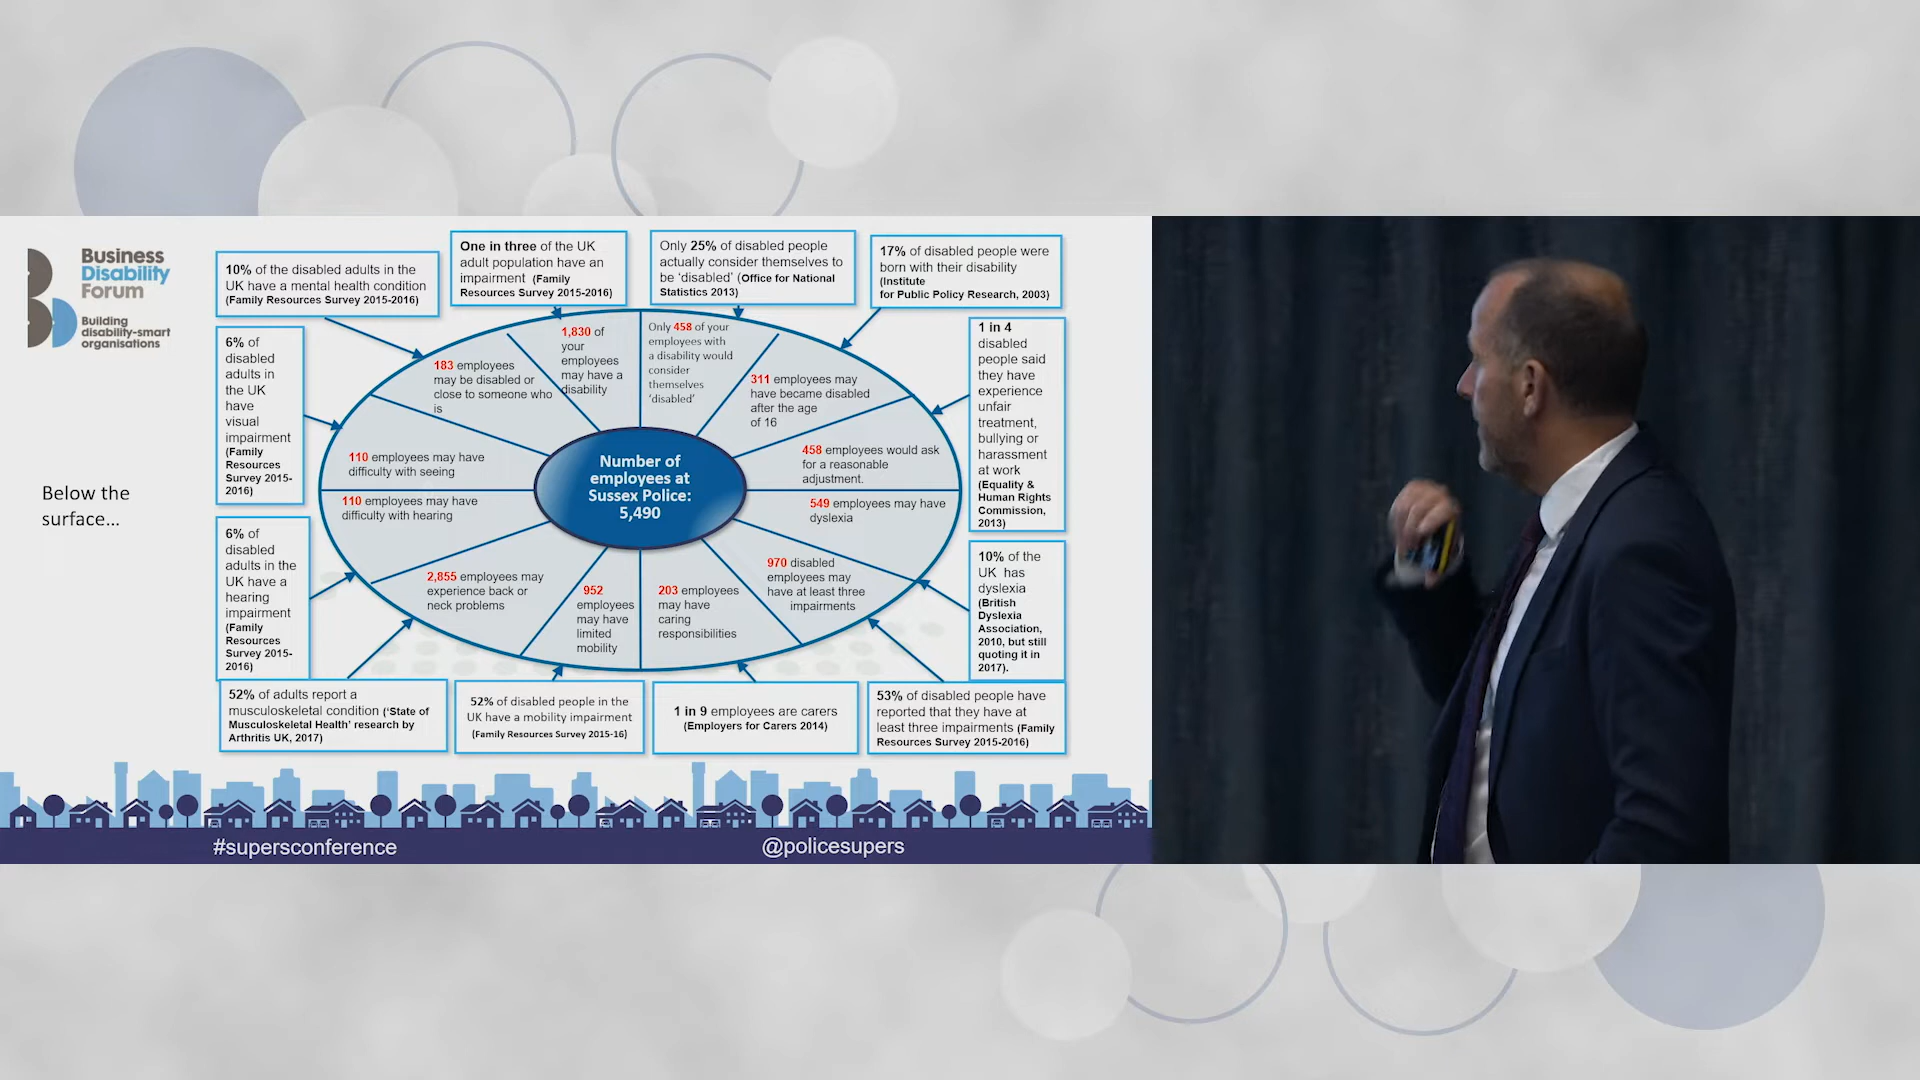 Business
Disability
Forum
Building
disability-smart
organisations
Below the
surface...
10% of the disabled adults in the
UK have a mental health condition
(Family Resources Survey 2015-2016)
One in three of the UK
adult population have an
impairment (Family
Resources Survey 2015-2016)
Only 25% of disabled people
actually consider themselves to
be ‘disabled’ (Office for National
Statistics 2013)
17% of disabled people were
born with their disability
(Institute
for Public Policy Research, 2003)
6% of
disabled
adults in
the UK
have
visual
impairment
(Family
Resources
Survey 2015-
2016)
183 employees
may be disabled or
close to someone who
is
1,830 of
your
employees
may have a
disability
Only 458 of your
employees with
a disability would
consider
themselves
‘disabled’
311 employees may
have became disabled
after the age
of 16
1 in 4
disabled
people said
they have
experience
unfair
treatment,
bullying or
harassment
at work
(Equality &
Human Rights
Commission,
2013)
110 employees may have
difficulty with seeing
Number of
employees at
Sussex Police:
5,490
458 employees would ask
for a reasonable
adjustment.
110 employees may have
difficulty with hearing
549 employees may have
dyslexia
6% of
disabled
adults in the
UK have a
hearing
impairment
(Family
Resources
Survey 2015-
2016)
2,855 employees may
experience back or
neck problems
952
employees
may have
limited
mobility
203 employees
may have
caring
responsibilities
970 disabled
employees may
have at least three
impairments
10% of the
UK has
dyslexia
(British
Dyslexia
Association,
2010, but still
quoting it in
2017).
52% of adults report a
musculoskeletal condition (‘State of
Musculoskeletal Health’ research by
Arthritis UK, 2017)
52% of disabled people in the
UK have a mobility impairment
(Family Resources Survey 2015-16)
1 in 9 employees are carers
(Employers for Carers 2014)
53% of disabled people have
reported that they have at
least three impairments (Family
Resources Survey 2015-2016)
#supersconference
@policesupers